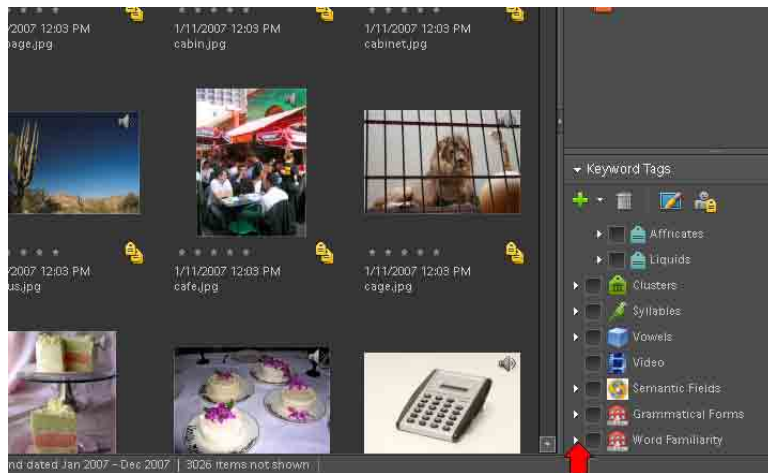 /2007 12:03 PM
page.jpg
1/11/2007 12:03 PM
cabin.jpg
1/11/2007 12:03 PM
cabinet.jpg
/2007 12:03 PM
us.jpg
1/11/2007 12:03 PM
cafe.jpg
1/11/2007 12:03 PM
cage.jpg
Keyword Tags
Affricates
Liquids
Clusters
Syllables
Vowels
Video
Semantic Fields
Grammatical Forms
Word Familiarity
nd dated Jan 2007 - Dec 2007 | 3026 items not shown